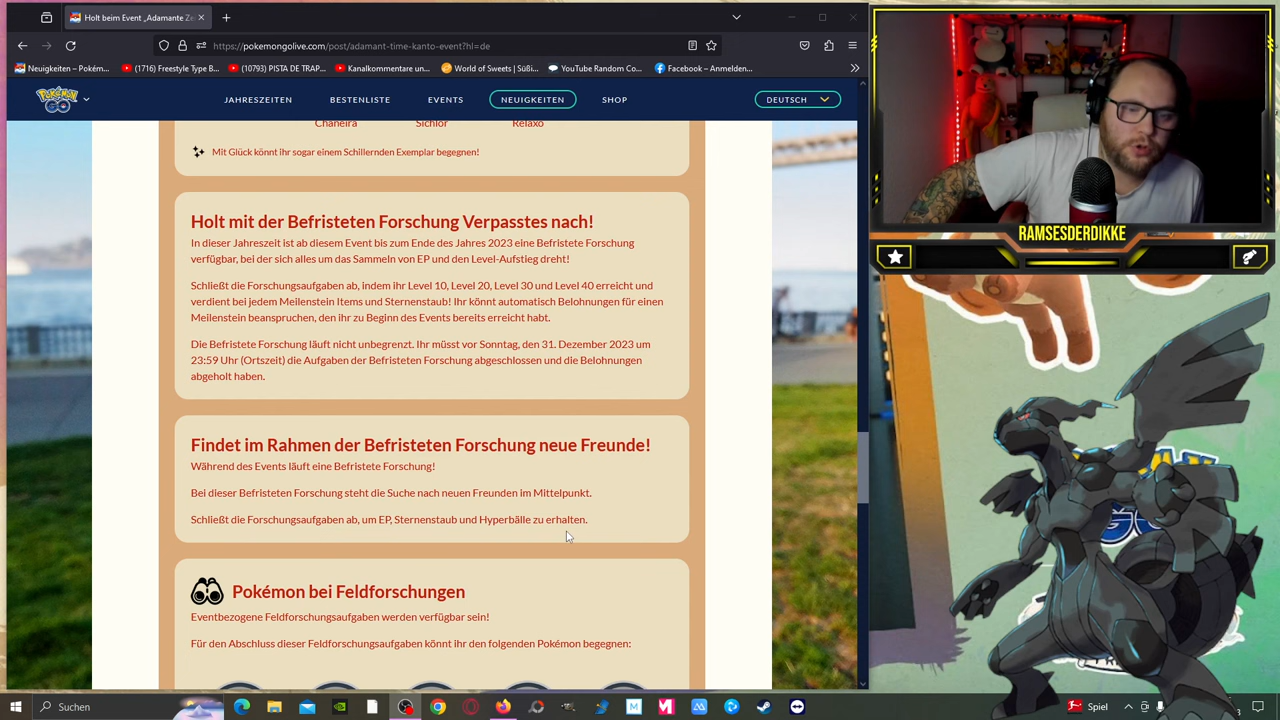 Holt beim Event „Adamante Ze
https://pokemongolive.com/post/adamant-time-kanto-event?hl=de
Neuigkeiten – Pokém...
(1716) Freestyle Type B...
(10793) PISTA DE TRAP...
Kanalkommentare un...
World of Sweets | Süßi...
YouTube Random Co...
Facebook – Anmelden...
POKÉMON GO
JAHRESZEITEN
BESTENLISTE
EVENTS
NEUIGKEITEN
SHOP
DEUTSCH
Chaneira
Sichlor
Relaxo
Mit Glück könnt ihr sogar einem Schillernden Exemplar begegnen!
Holt mit der Befristeten Forschung Verpasstes nach!
In dieser Jahreszeit ist ab diesem Event bis zum Ende des Jahres 2023 eine Befristete Forschung
verfügbar, bei der sich alles um das Sammeln von EP und den Level-Aufstieg dreht!
Schließt die Forschungsaufgaben ab, indem ihr Level 10, Level 20, Level 30 und Level 40 erreicht und
verdient bei jedem Meilenstein Items und Sternenstaub! Ihr könnt automatisch Belohnungen für einen
Meilenstein beanspruchen, den ihr zu Beginn des Events bereits erreicht habt.
Die Befristete Forschung läuft nicht unbegrenzt. Ihr müsst vor Sonntag, den 31. Dezember 2023 um
23:59 Uhr (Ortszeit) die Aufgaben der Befristeten Forschung abgeschlossen und die Belohnungen
abgeholt haben.
Findet im Rahmen der Befristeten Forschung neue Freunde!
Während des Events läuft eine Befristete Forschung!
Bei dieser Befristeten Forschung steht die Suche nach neuen Freunden im Mittelpunkt.
Schließt die Forschungsaufgaben ab, um EP, Sternenstaub und Hyperbälle zu erhalten.
Pokémon bei Feldforschungen
Eventbezogene Feldforschungsaufgaben werden verfügbar sein!
Für den Abschluss dieser Feldforschungsaufgaben könnt ihr den folgenden Pokémon begegnen:
RAMSESDERDIKKE
GO
Suchen
Spiel